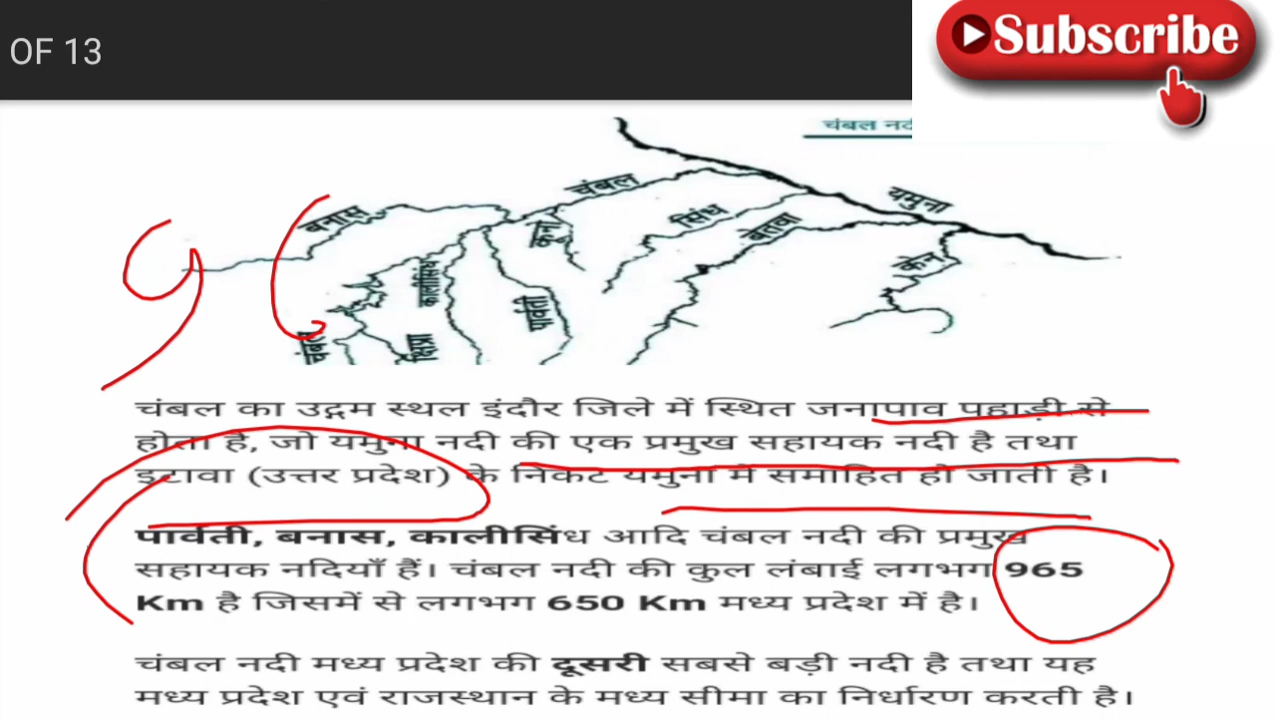 OF 13
Subscribe
चंबल नदी
बनास
चंबल
कुनो
सिंध
बेतवा
यमुना
केन
कालीसिंध
पार्वती
चंबल
क्षिप्रा
चंबल का उद्गम स्थल इंदौर जिले में स्थित जनापाव पहाड़ी से
होता है, जो यमुना नदी की एक प्रमुख सहायक नदी है तथा
इटावा (उत्तर प्रदेश) के निकट यमुना में समाहित हो जाती है।
पार्वती, बनास, कालीसिंध आदि चंबल नदी की प्रमुख
सहायक नदियाँ हैं। चंबल नदी की कुल लंबाई लगभग 965
Km है जिसमें से लगभग 650 Km मध्य प्रदेश में है।
चंबल नदी मध्य प्रदेश की दूसरी सबसे बड़ी नदी है तथा यह
मध्य प्रदेश एवं राजस्थान के मध्य सीमा का निर्धारण करती है।